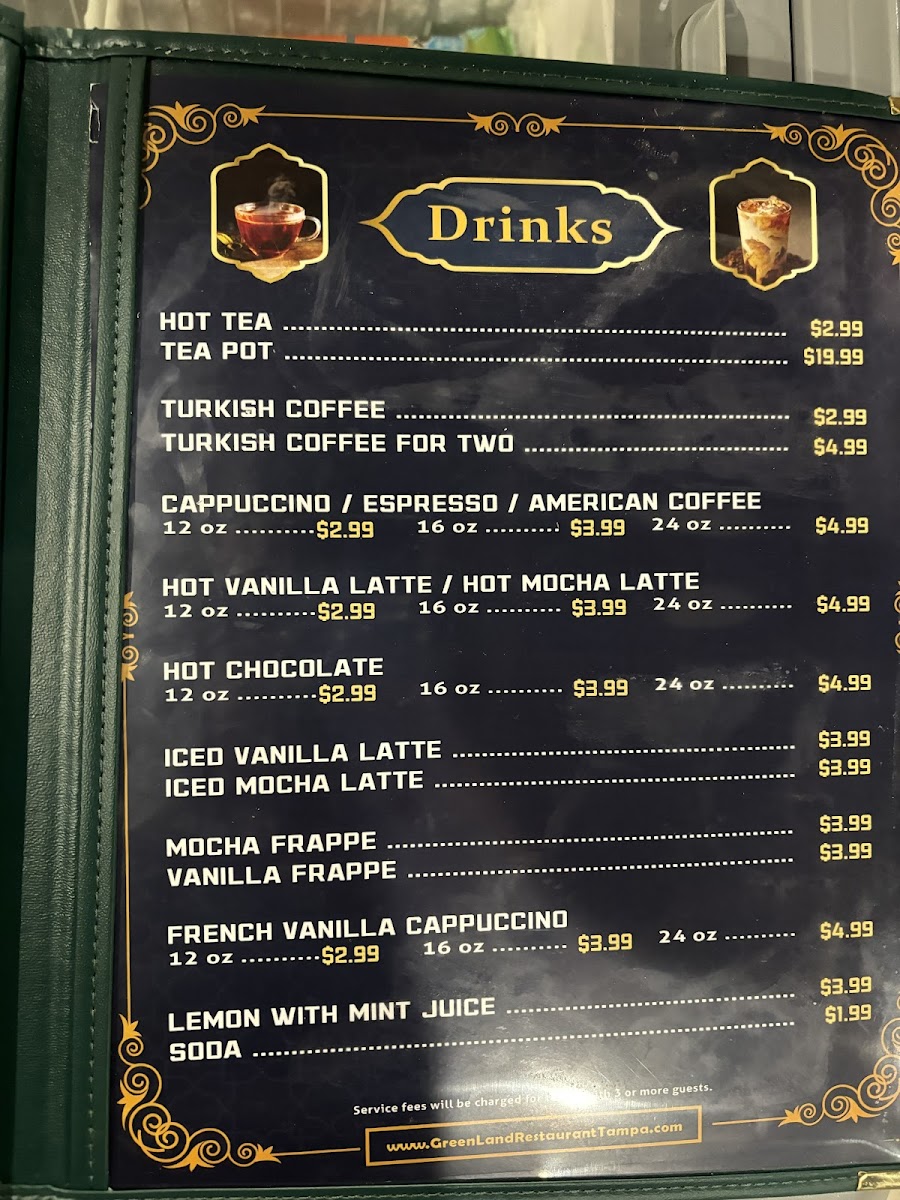 Drinks
HOT TEA ........ $2.99
TEA POT ........ $19.99
TURKISH COFFEE ........ $2.99
TURKISH COFFEE FOR TWO ........ $4.99
CAPPUCCINO / ESPRESSO / AMERICAN COFFEE
12 oz ..........$2.99 16 oz .......... $3.99 24 oz .......... $4.99
HOT VANILLA LATTE / HOT MOCHA LATTE
12 oz ..........$2.99 16 oz .......... $3.99 24 oz .......... $4.99
HOT CHOCOLATE
12 oz ..........$2.99 16 oz .......... $3.99 24 oz .......... $4.99
ICED VANILLA LATTE ........ $3.99
ICED MOCHA LATTE ........ $3.99
MOCHA FRAPPE ........ $3.99
VANILLA FRAPPE ........ $3.99
FRENCH VANILLA CAPPUCCINO
12 oz ..........$2.99 16 oz .......... $3.99 24 oz .......... $4.99
LEMON WITH MINT JUICE ........ $3.99
SODA ........ $1.99
Service fees will be charged for 3 or more guests.
www.GreenLandRestaurantTampa.com